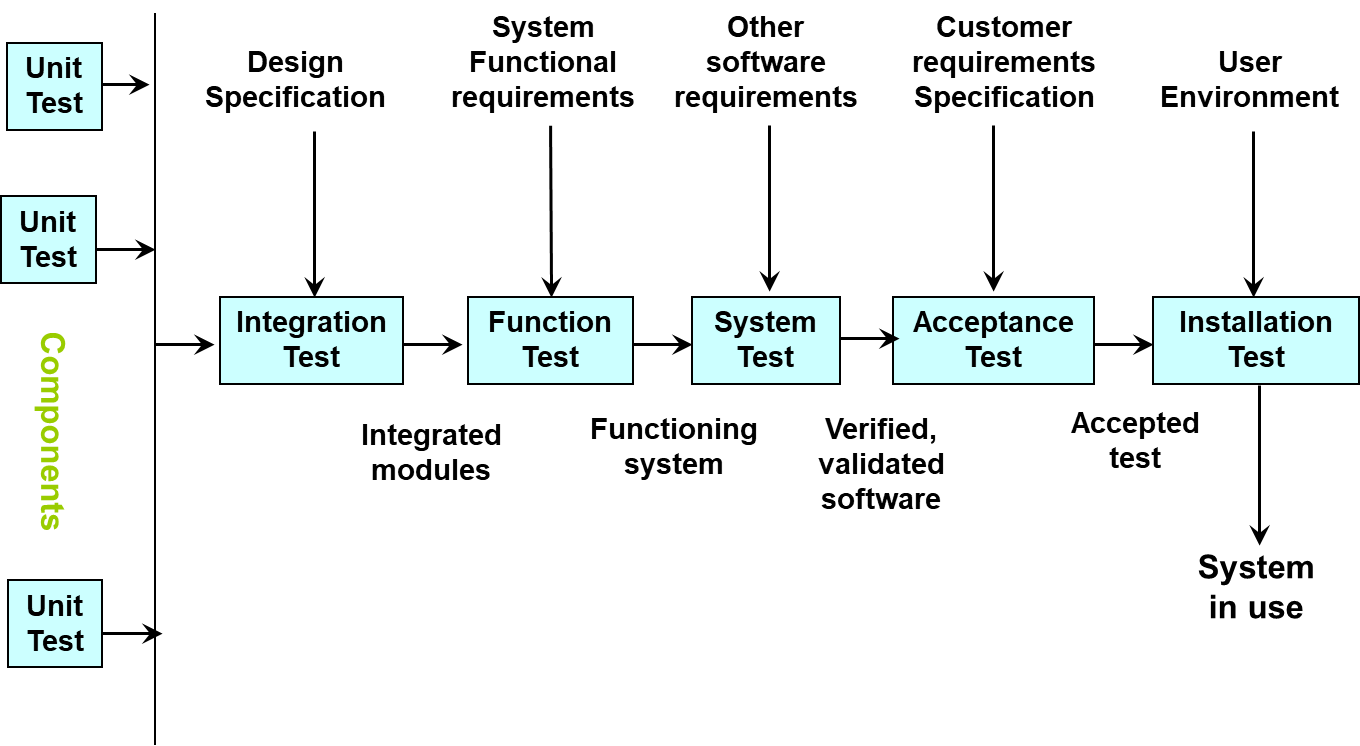 Unit
Test
Unit
Test
Components
Unit
Test
Design
Specification
System
Functional
requirements
Other
software
requirements
Customer
requirements
Specification
User
Environment
Integration
Test
Function
Test
System
Test
Acceptance
Test
Installation
Test
Integrated
modules
Functioning
system
Verified,
validated
software
Accepted
test
System
in use